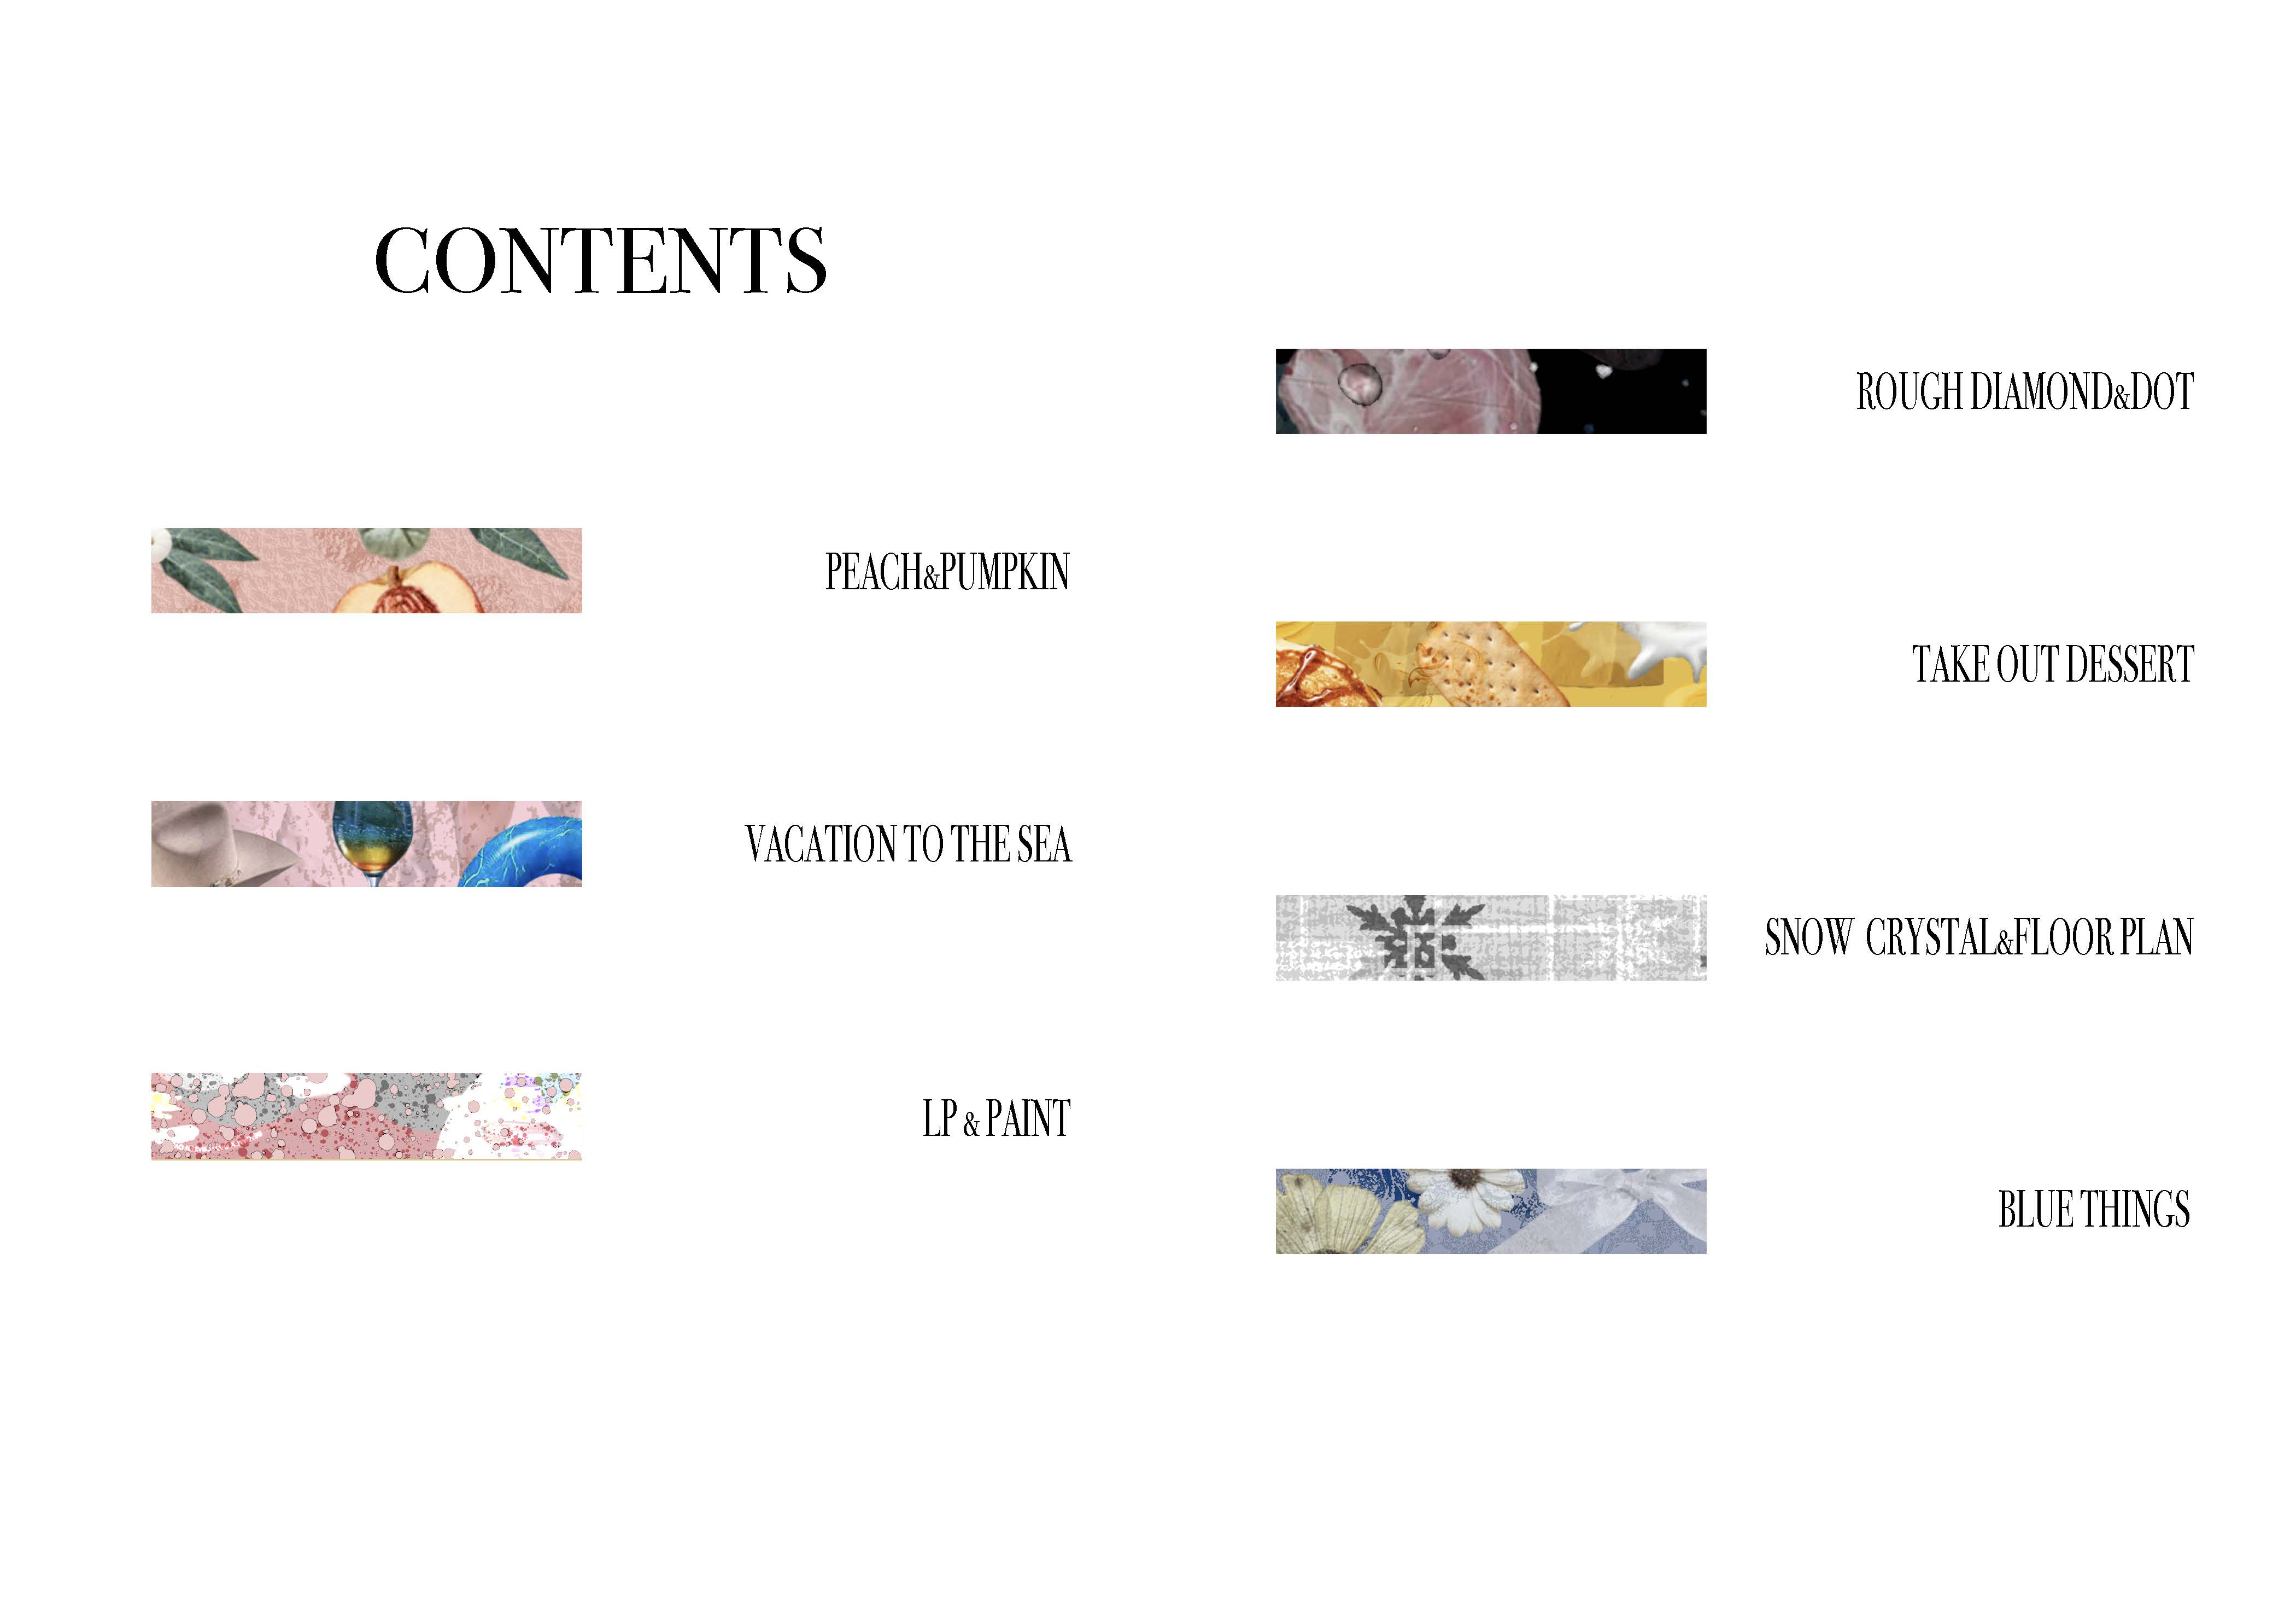 CONTENTS
PEACH&PUMPKIN
VACATION TO THE SEA
LP & PAINT
ROUGH DIAMOND&DOT
TAKE OUT DESSERT
SNOW CRYSTAL&FLOOR PLAN
BLUE THINGS